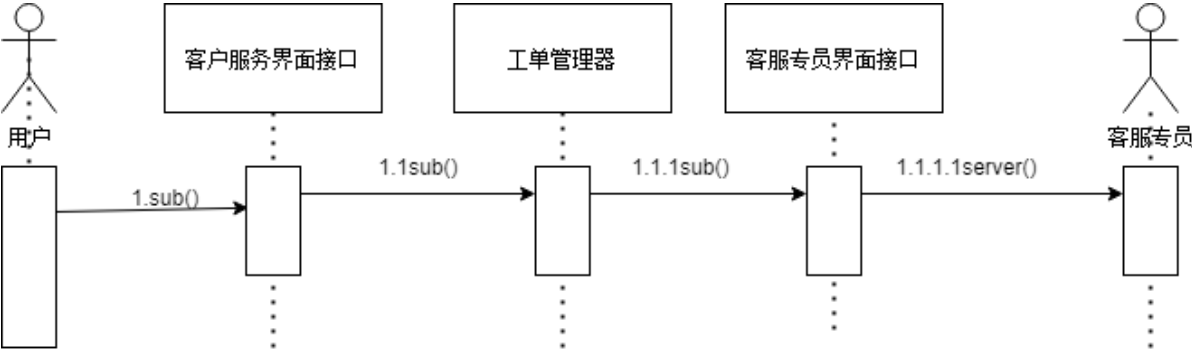 客户服务界面接口
工单管理器
客服专员界面接口
用户
客服专员
1.sub()
1.1sub()
1.1.1sub()
1.1.1.1server()